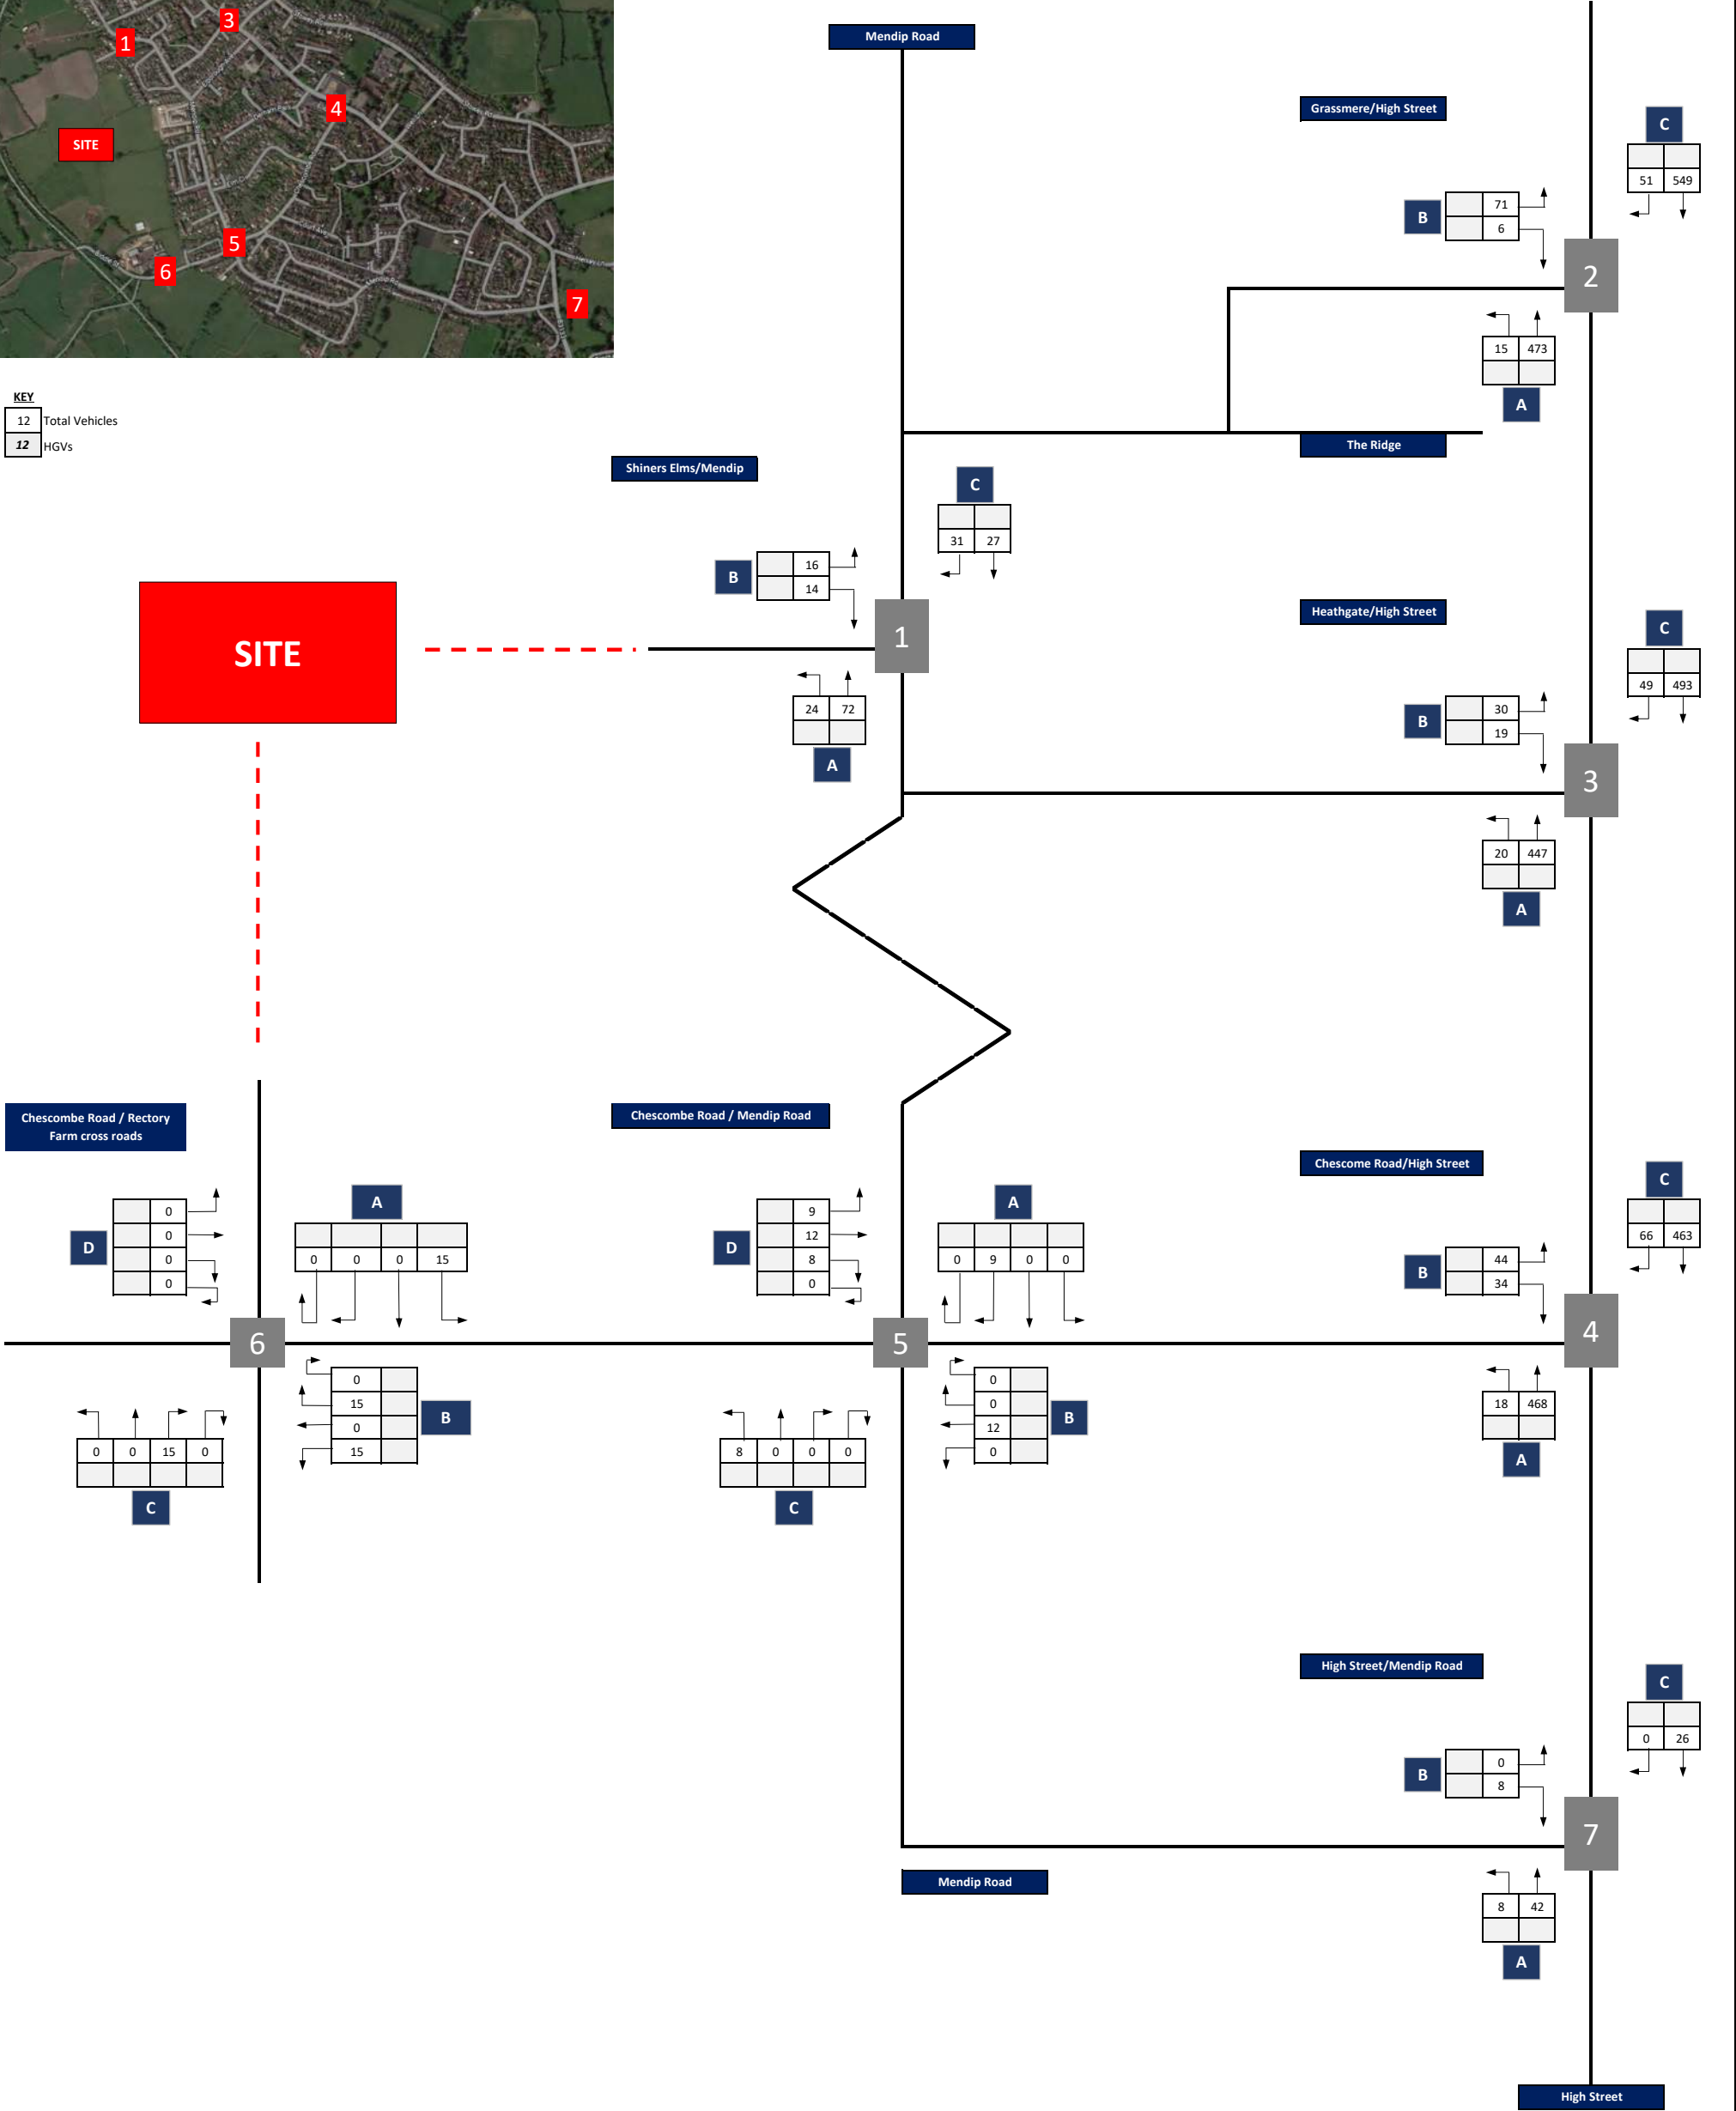 3
1
4
SITE
5
6
7
Mendip Road
Grassmere/High Street
C
51 549
B
71
6
2
15 473
A
KEY
12 Total Vehicles
12 HGVs
The Ridge
Shiners Elms/Mendip
C
31 27
B
16
14
SITE
1
24 72
A
Heathgate/High Street
C
49 493
B
30
19
3
20 447
A
Chescombe Road / Rectory
Farm cross roads
D
0
0
0
0
A
0 0 0 15
6
0
15
0
15
B
0 0 15 0
C
Chescombe Road / Mendip Road
D
9
12
8
0
A
0 9 0 0
5
0
0
12
0
B
8 0 0 0
C
Chescome Road/High Street
C
66 463
B
44
34
4
18 468
A
High Street/Mendip Road
C
0 26
B
0
8
7
Mendip Road
8 42
A
High Street